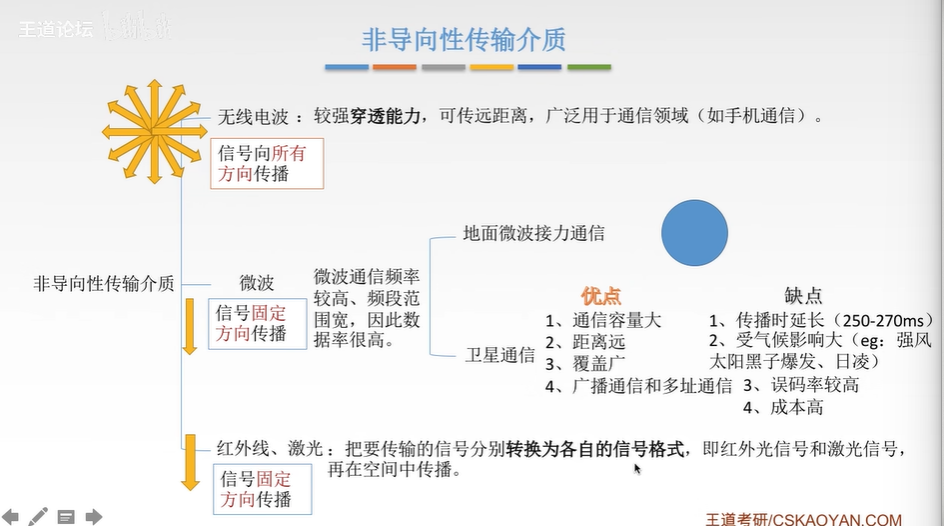 王道论坛
非导向性传输介质
无线电波：较强穿透能力，可传远距离，广泛用于通信领域（如手机通信）。
信号向所有
方向传播
非导向性传输介质
微波
信号固定
方向传播
微波通信频率
较高、频段范
围宽，因此数
据率很高。
地面微波接力通信
卫星通信
优点
1、通信容量大
2、距离远
3、覆盖广
4、广播通信和多址通信
缺点
1、传播时延长（250-270ms）
2、受气候影响大（eg：强风
太阳黑子爆发、日凌）
3、误码率较高
4、成本高
红外线、激光：把要传输的信号分别转换为各自的信号格式，即红外光信号和激光信号，
再在空间中传播。
信号固定
方向传播
王道考研/CSKAOYAN.COM